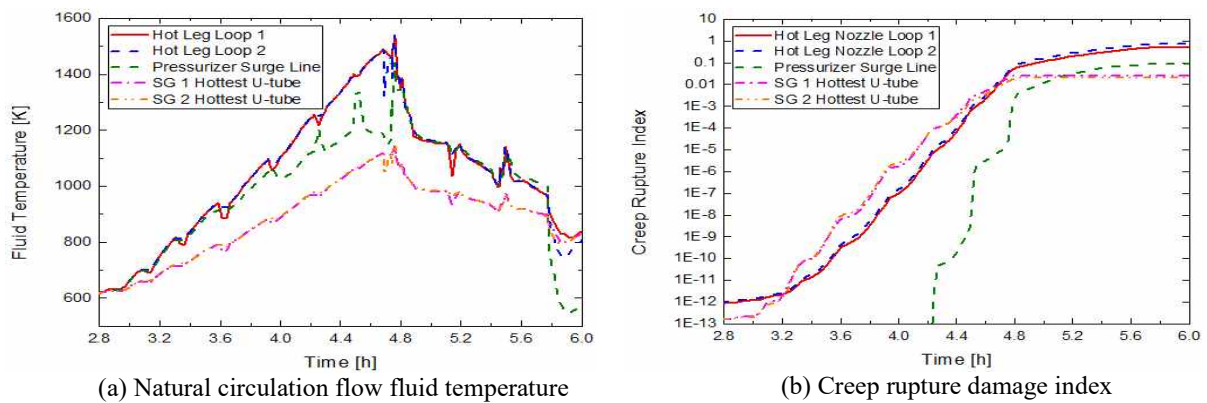 1600
1400
1200
1000
800
600
Fluid Temperature [K]
Hot Leg Loop 1
Hot Leg Loop 2
Pressurizer Surge Line
SG 1 Hottest U-tube
SG 2 Hottest U-tube
2.8 3.2 3.6 4.0 4.4 4.8 5.2 5.6 6.0
Time [h]
(a) Natural circulation flow fluid temperature
10
1
0.1
0.01
1E-3
1E-4
1E-5
1E-6
1E-7
1E-8
1E-9
1E-10
1E-11
1E-12
1E-13
Creep Rupture Index
Hot Leg Nozzle Loop 1
Hot Leg Nozzle Loop 2
Pressurizer Surge Line
SG 1 Hottest U-tube
SG 2 Hottest U-tube
2.8 3.2 3.6 4.0 4.4 4.8 5.2 5.6 6.0
Time [h]
(b) Creep rupture damage index